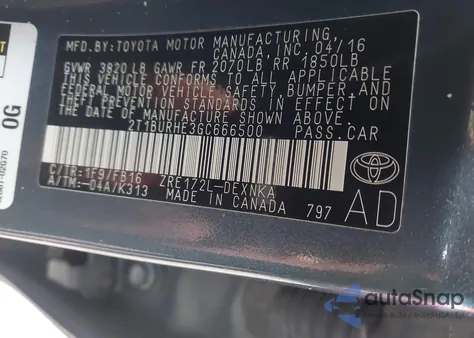 MFD.BY:TOYOTA MOTOR MANUFACTURING,
CANADA, INC. 04/16
GVWR 3820 LB GAWR FR 2070LB RR 1850LB
THIS VEHICLE CONFORMS TO ALL APPLICABLE
FEDERAL MOTOR VEHICLE SAFETY, BUMPER, AND
THEFT PREVENTION STANDARDS IN EFFECT ON
THE DATE OF MANUFACTURE SHOWN ABOVE.
2T1BURHE3GC666500 PASS.CAR
C/TR:1F9/FB16 ZRE172L-DEXNKA
A/TM:-04A/K313 MADE IN CANADA 797
AD
TOYOTA
0G
autoSnap